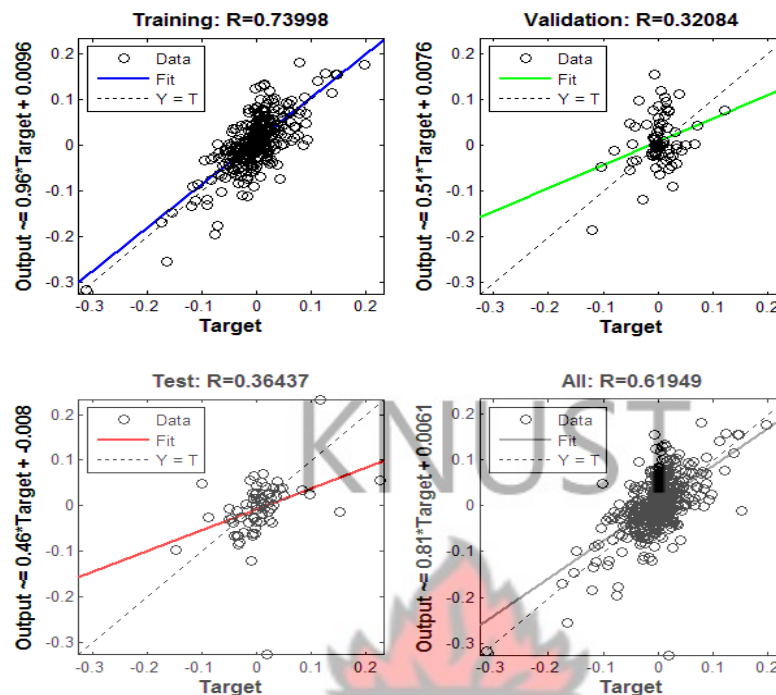 Training: R=0.73998
Output ~= 0.96*Target + 0.0096
0.2
0.1
0
-0.1
-0.2
-0.3
Data
Fit
Y = T
-0.3 -0.2 -0.1 0 0.1 0.2
Target
Validation: R=0.32084
Output ~= 0.51*Target + 0.0076
0.2
0.1
0
-0.1
-0.2
-0.3
Data
Fit
Y = T
-0.3 -0.2 -0.1 0 0.1 0.2
Target
Test: R=0.36437
Output ~= 0.46*Target + -0.008
0.2
0.1
0
-0.1
-0.2
-0.3
Data
Fit
Y = T
-0.3 -0.2 -0.1 0 0.1 0.2
Target
All: R=0.61949
Output ~= 0.81*Target + 0.0061
0.2
0.1
0
-0.1
-0.2
-0.3
Data
Fit
Y = T
-0.3 -0.2 -0.1 0 0.1 0.2
Target
KNUST